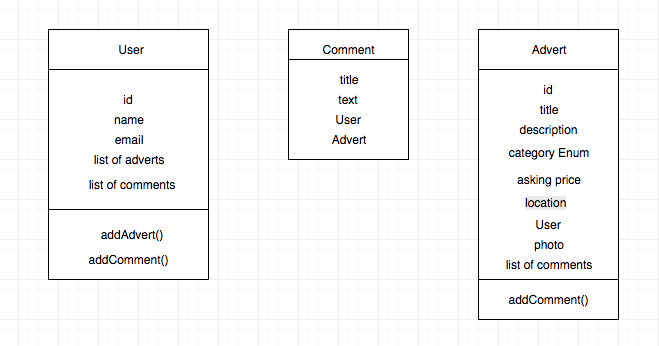 User
id
name
email
list of adverts
list of comments
addAdvert()
addComment()
Comment
title
text
User
Advert
Advert
id
title
description
category Enum
asking price
location
User
photo
list of comments
addComment()